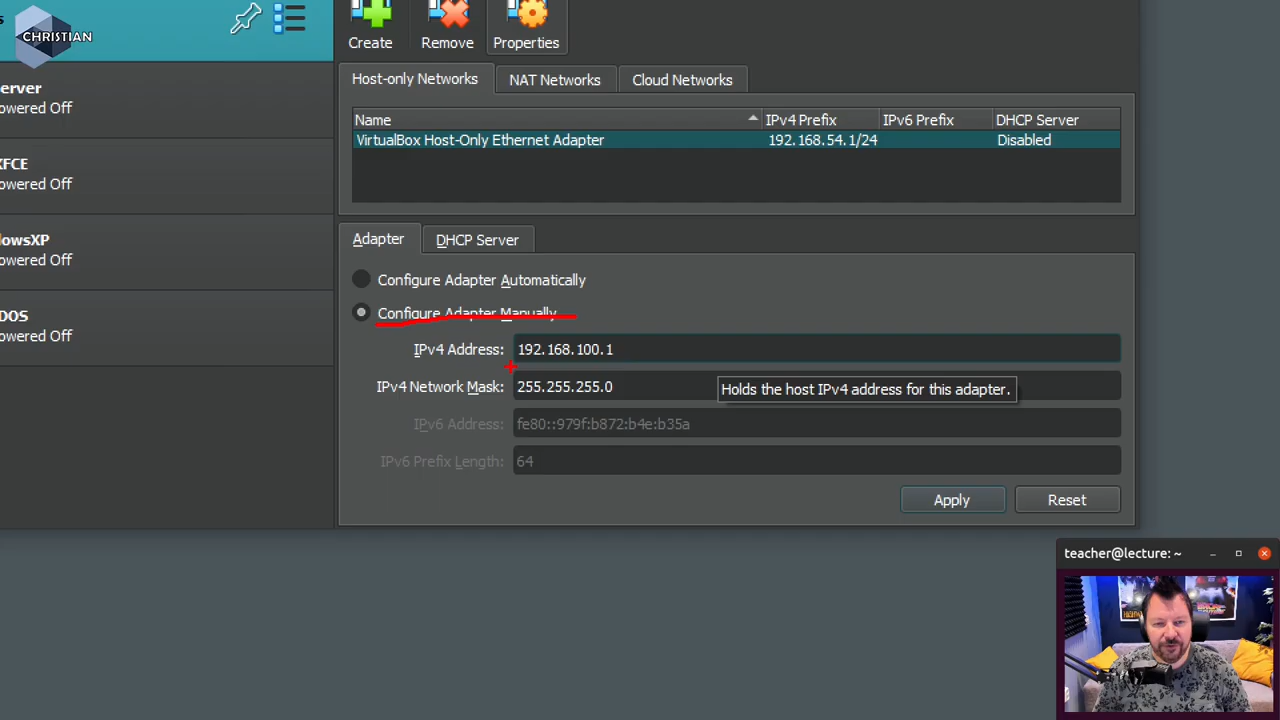 s
CHRISTIAN
Create
Remove
Properties
erver
owered Off
XFCE
owered Off
dowsXP
owered Off
DOS
owered Off
Host-only Networks
NAT Networks
Cloud Networks
Name IPv4 Prefix IPv6 Prefix DHCP Server
VirtualBox Host-Only Ethernet Adapter 192.168.54.1/24 Disabled
Adapter
DHCP Server
Configure Adapter Automatically
Configure Adapter Manually
IPv4 Address: 192.168.100.1
IPv4 Network Mask: 255.255.255.0
Holds the host IPv4 address for this adapter.
IPv6 Address: fe80::979f:b872:b4e:b35a
IPv6 Prefix Length: 64
Apply
Reset
teacher@lecture: ~